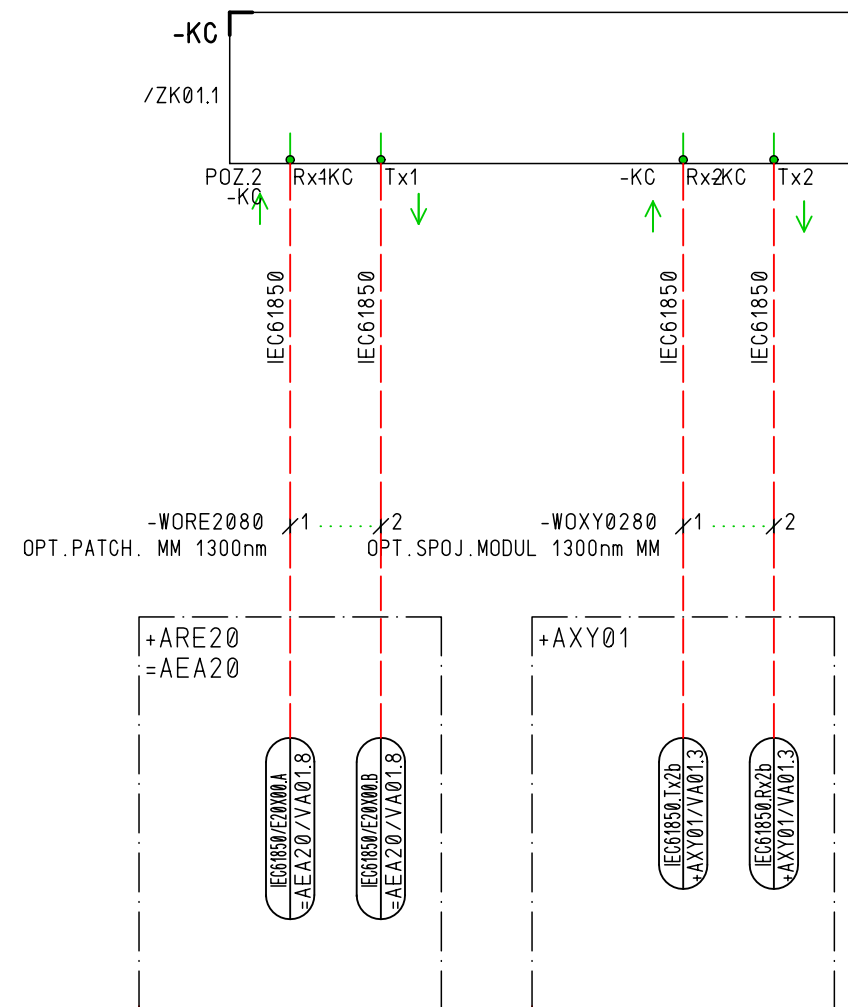 -KC
/ZK01.1
POZ.2
-KC
Rx1
-KC
Tx1
-KC
Rx2
-KC
Tx2
IEC61850
IEC61850
IEC61850
IEC61850
-WORE2080
1
2
OPT.PATCH. MM 1300nm
-WOXY0280
1
2
OPT.SPOJ.MODUL 1300nm MM
+ARE20
=AEA20
+AXY01
IEC61850/E20X00.A
=AEA20/VA01.8
IEC61850/E20X00.B
=AEA20/VA01.8
IEC61850.Tx2b
+AXY01/VA01.3
IEC61850.Rx2b
+AXY01/VA01.3